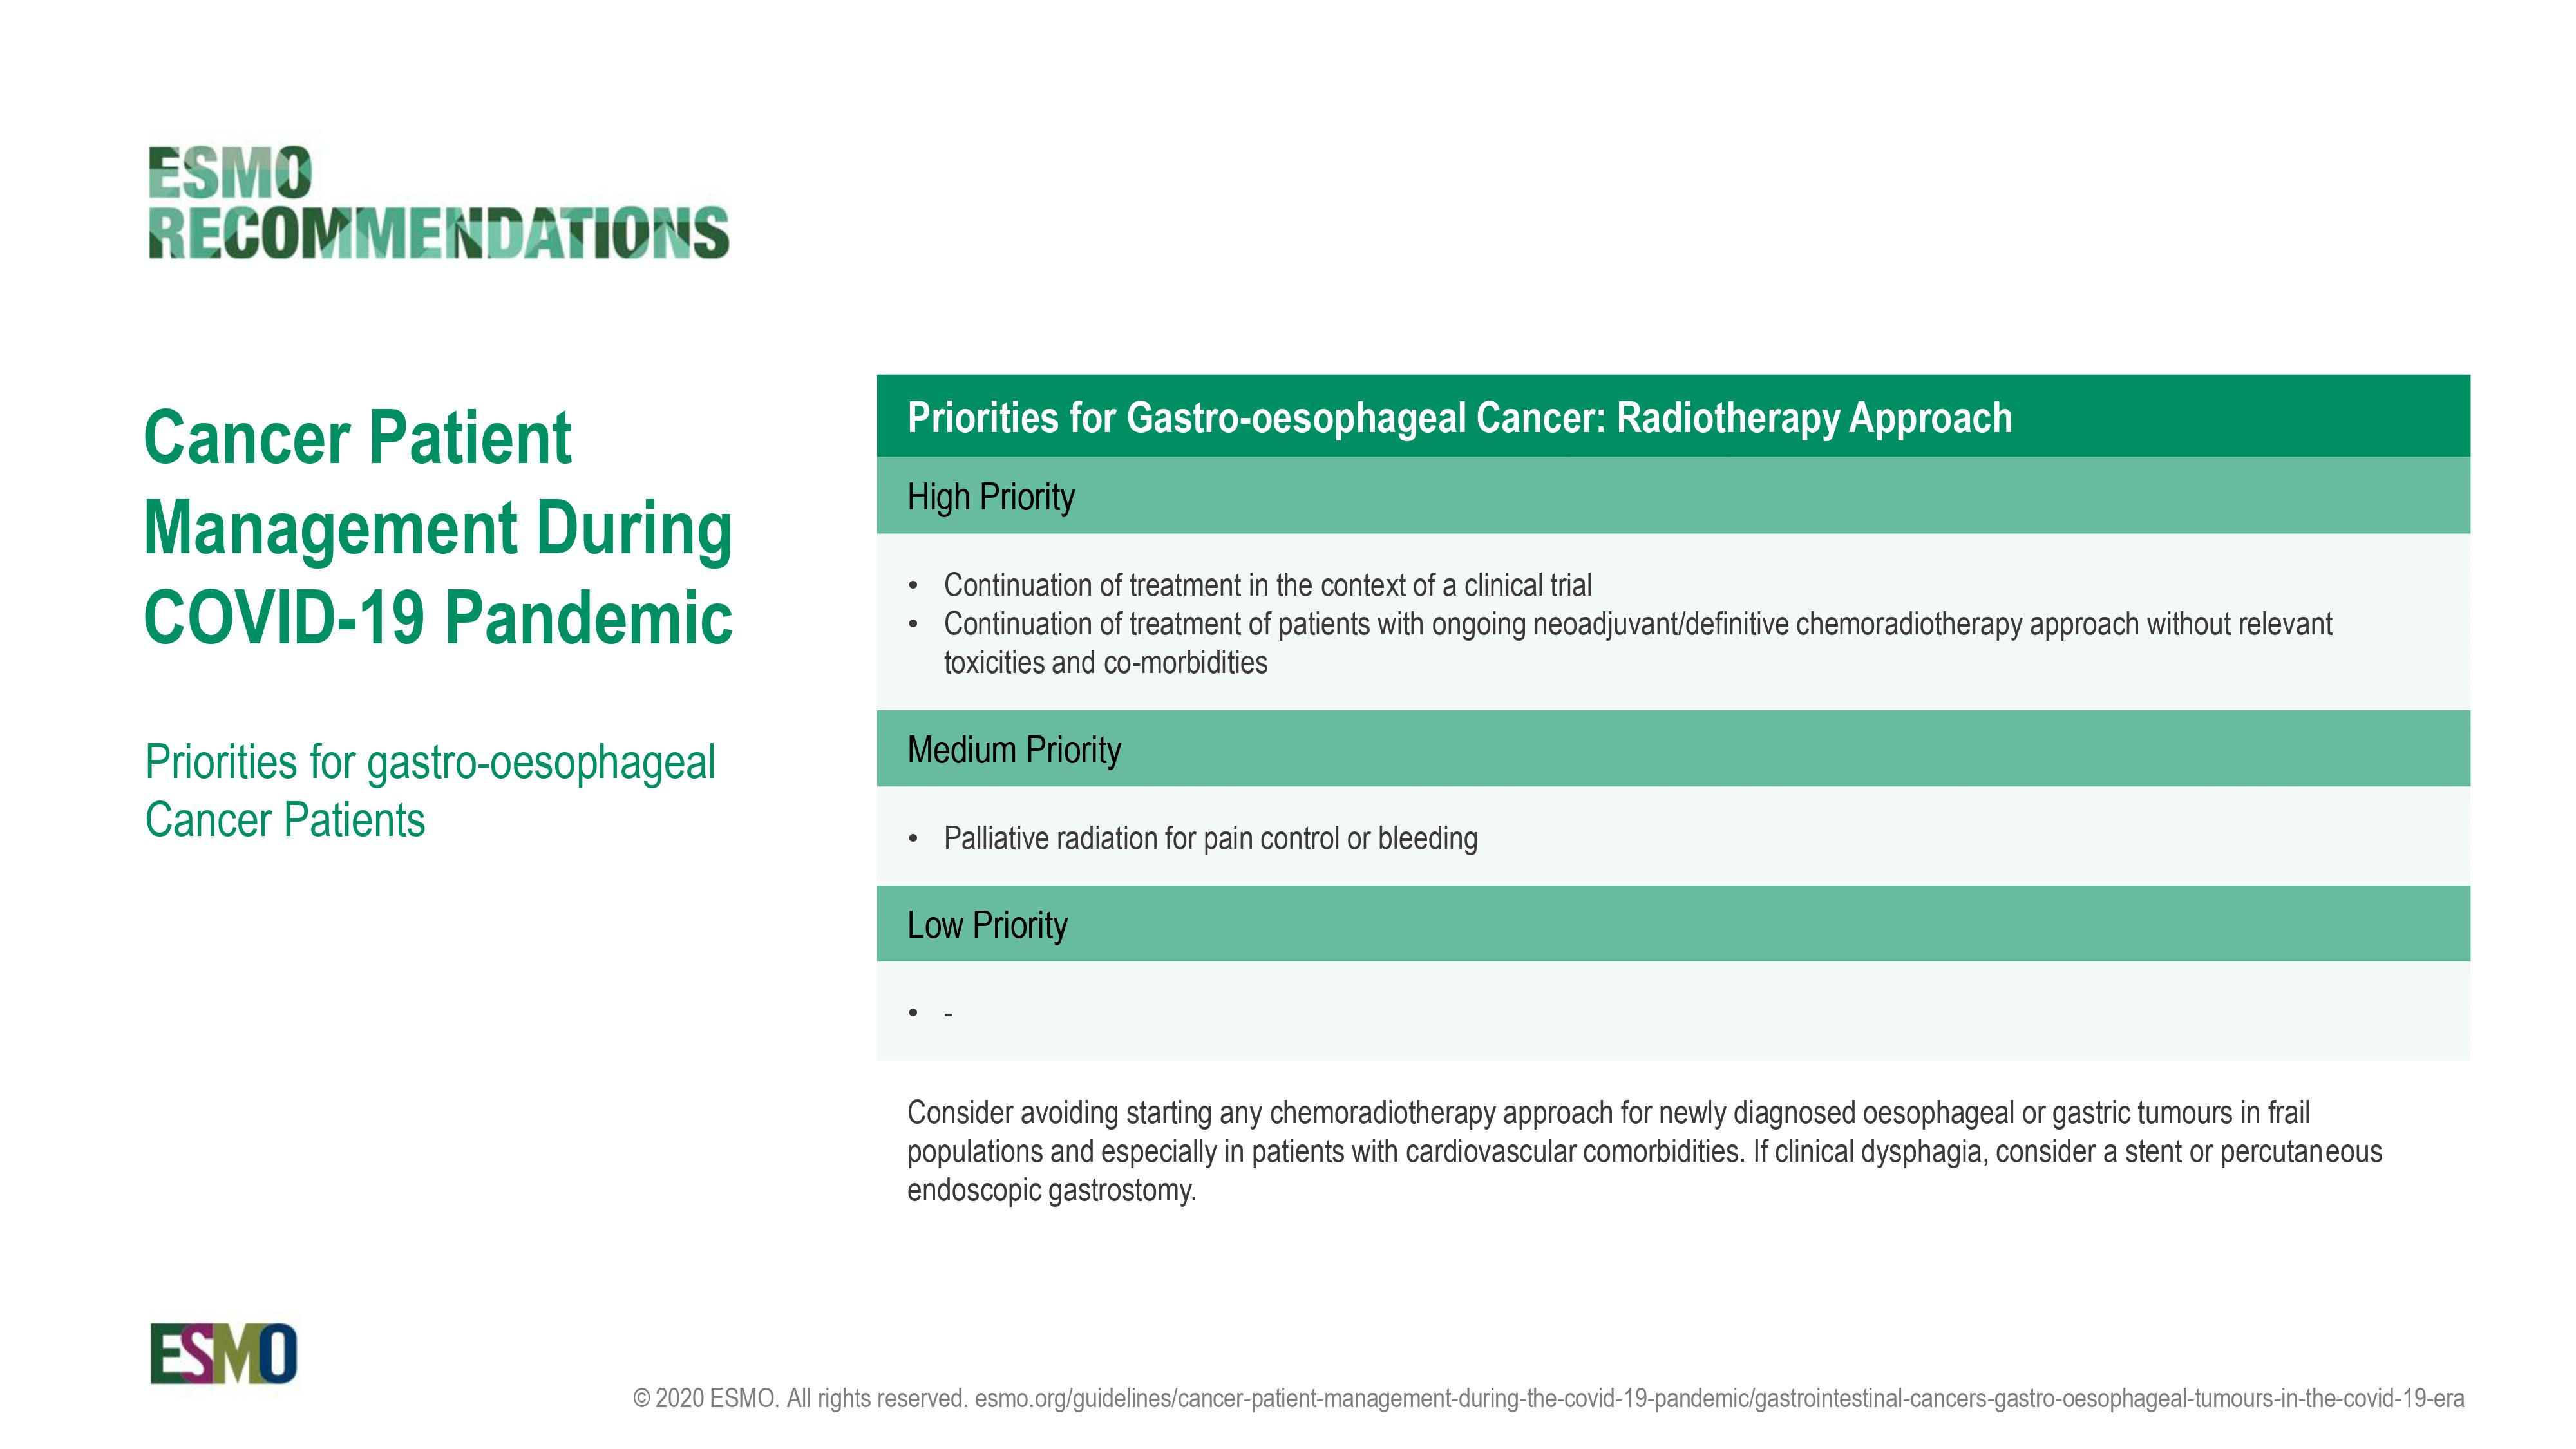 ESMO
RECOMMENDATIONS
Cancer Patient
Management During
COVID-19 Pandemic
Priorities for gastro-oesophageal
Cancer Patients
Priorities for Gastro-oesophageal Cancer: Radiotherapy Approach
High Priority
• Continuation of treatment in the context of a clinical trial
• Continuation of treatment of patients with ongoing neoadjuvant/definitive chemoradiotherapy approach without relevant
toxicities and co-morbidities
Medium Priority
• Palliative radiation for pain control or bleeding
Low Priority
• -
Consider avoiding starting any chemoradiotherapy approach for newly diagnosed oesophageal or gastric tumours in frail
populations and especially in patients with cardiovascular comorbidities. If clinical dysphagia, consider a stent or percutaneous
endoscopic gastrostomy.
ESMO
© 2020 ESMO. All rights reserved. esmo.org/guidelines/cancer-patient-management-during-the-covid-19-pandemic/gastrointestinal-cancers-gastro-oesophageal-tumours-in-the-covid-19-era